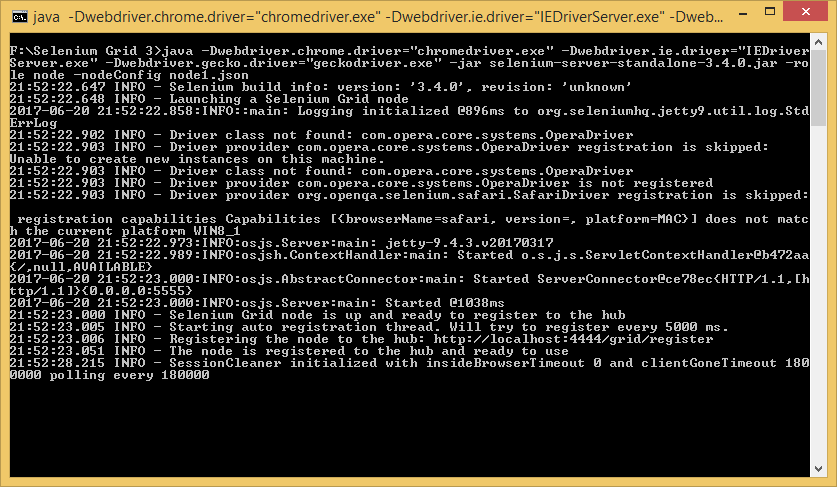 java -Dwebdriver.chrome.driver="chromedriver.exe" -Dwebdriver.ie.driver="IEDriverServer.exe" -Dweb...
F:\Selenium Grid 3>java -Dwebdriver.chrome.driver="chromedriver.exe" -Dwebdriver.ie.driver="IEDriver
Server.exe" -Dwebdriver.gecko.driver="geckodriver.exe" -jar selenium-server-standalone-3.4.0.jar -ro
le node -nodeConfig node1.json
21:52:22.647 INFO - Selenium build info: version: '3.4.0', revision: 'unknown'
21:52:22.648 INFO - Launching a Selenium Grid node
2017-06-20 21:52:22.858:INFO::main: Logging initialized @896ms to org.seleniumhq.jetty9.util.log.Std
ErrLog
21:52:22.902 INFO - Driver class not found: com.opera.core.systems.OperaDriver
21:52:22.903 INFO - Driver provider com.opera.core.systems.OperaDriver registration is skipped:
Unable to create new instances on this machine.
21:52:22.903 INFO - Driver class not found: com.opera.core.systems.OperaDriver
21:52:22.903 INFO - Driver provider com.opera.core.systems.OperaDriver is not registered
21:52:22.903 INFO - Driver provider org.openqa.selenium.safari.SafariDriver registration is skipped:
registration capabilities Capabilities [{browserName=safari, version=, platform=MAC}] does not matc
h the current platform WIN8_1
2017-06-20 21:52:22.973:INFO:osjs.Server:main: jetty-9.4.3.v20170317
2017-06-20 21:52:22.989:INFO:osjsh.ContextHandler:main: Started o.s.j.s.ServletContextHandler@b472aa
{/,null,AVAILABLE}
2017-06-20 21:52:23.000:INFO:osjs.AbstractConnector:main: Started ServerConnector@ce78ec{HTTP/1.1,[h
ttp/1.1]}{0.0.0.0:5555}
2017-06-20 21:52:23.000:INFO:osjs.Server:main: Started @1038ms
21:52:23.000 INFO - Selenium Grid node is up and ready to register to the hub
21:52:23.005 INFO - Starting auto registration thread. Will try to register every 5000 ms.
21:52:23.006 INFO - Registering the node to the hub: http://localhost:4444/grid/register
21:52:23.051 INFO - The node is registered to the hub and ready to use
21:52:28.215 INFO - SessionCleaner initialized with insideBrowserTimeout 0 and clientGoneTimeout 180
0000 polling every 180000